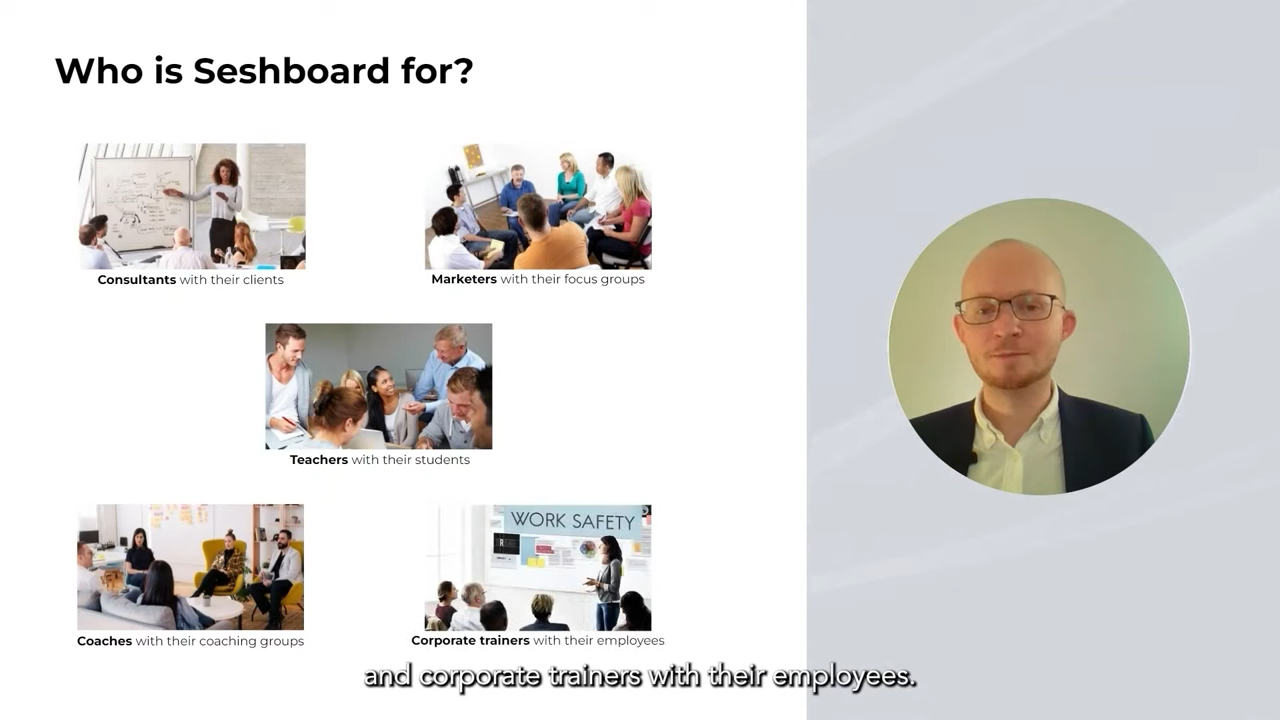 Who is Seshboard for?
Consultants with their clients
Marketers with their focus groups
Teachers with their students
WORK SAFETY
Coaches with their coaching groups
Corporate trainers with their employees
and corporate trainers with their employees.